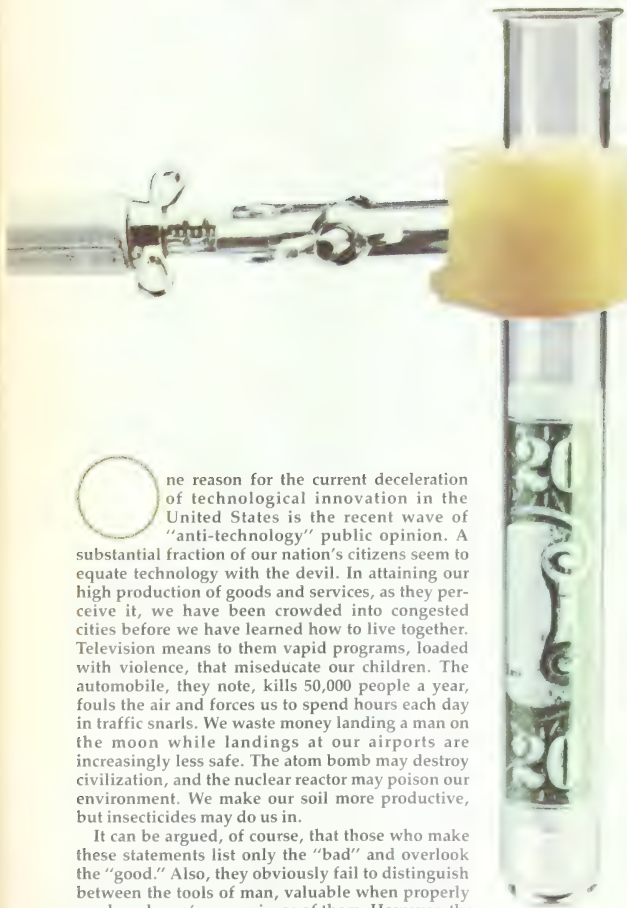 One reason for the current deceleration
of technological innovation in the
United States is the recent wave of
"anti-technology" public opinion. A
substantial fraction of our nation's citizens seem to
equate technology with the devil. In attaining our
high production of goods and services, as they per-
ceive it, we have been crowded into congested
cities before we have learned how to live together.
Television means to them vapid programs, loaded
with violence, that miseducate our children. The
automobile, they note, kills 50,000 people a year,
fouls the air and forces us to spend hours each day
in traffic snarls. We waste money landing a man on
the moon while landings at our airports are
increasingly less safe. The atom bomb may destroy
civilization, and the nuclear reactor may poison our
environment. We make our soil more productive,
but insecticides may do us in.
It can be argued, of course, that those who make
these statements list only the "bad" and overlook
the "good." Also, they obviously fail to distinguish
between the tools of man, valuable when properly
20
20